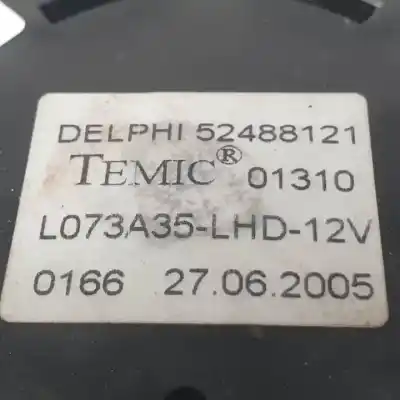 DELPHI 52488121
TEMIC® 01310
L073A35-LHD-12V
0166 27.06.2005